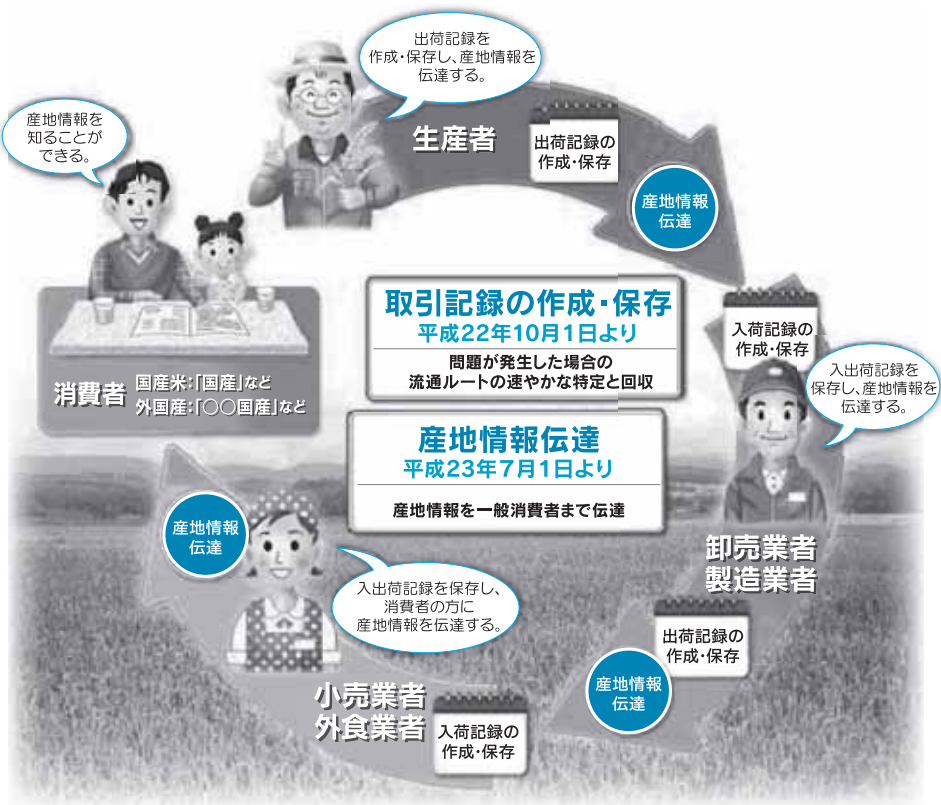 出荷記録を
作成・保存し、産地情報を
伝達する。
生産者
出荷記録の
作成・保存
産地情報
伝達
産地情報を
知ることが
できる。
消費者
国産米：「国産」など
外国産：「〇〇国産」など
取引記録の作成・保存
平成22年10月1日より
問題が発生した場合の
流通ルートの速やかな特定と回収
産地情報伝達
平成23年7月1日より
産地情報を一般消費者まで伝達
入荷記録の
作成・保存
入出荷記録を
保存し、産地情報を
伝達する。
卸売業者
製造業者
出荷記録の
作成・保存
産地情報
伝達
小売業者
外食業者
入荷記録の
作成・保存
入出荷記録を保存し、
消費者の方に
産地情報を伝達する。
産地情報
伝達